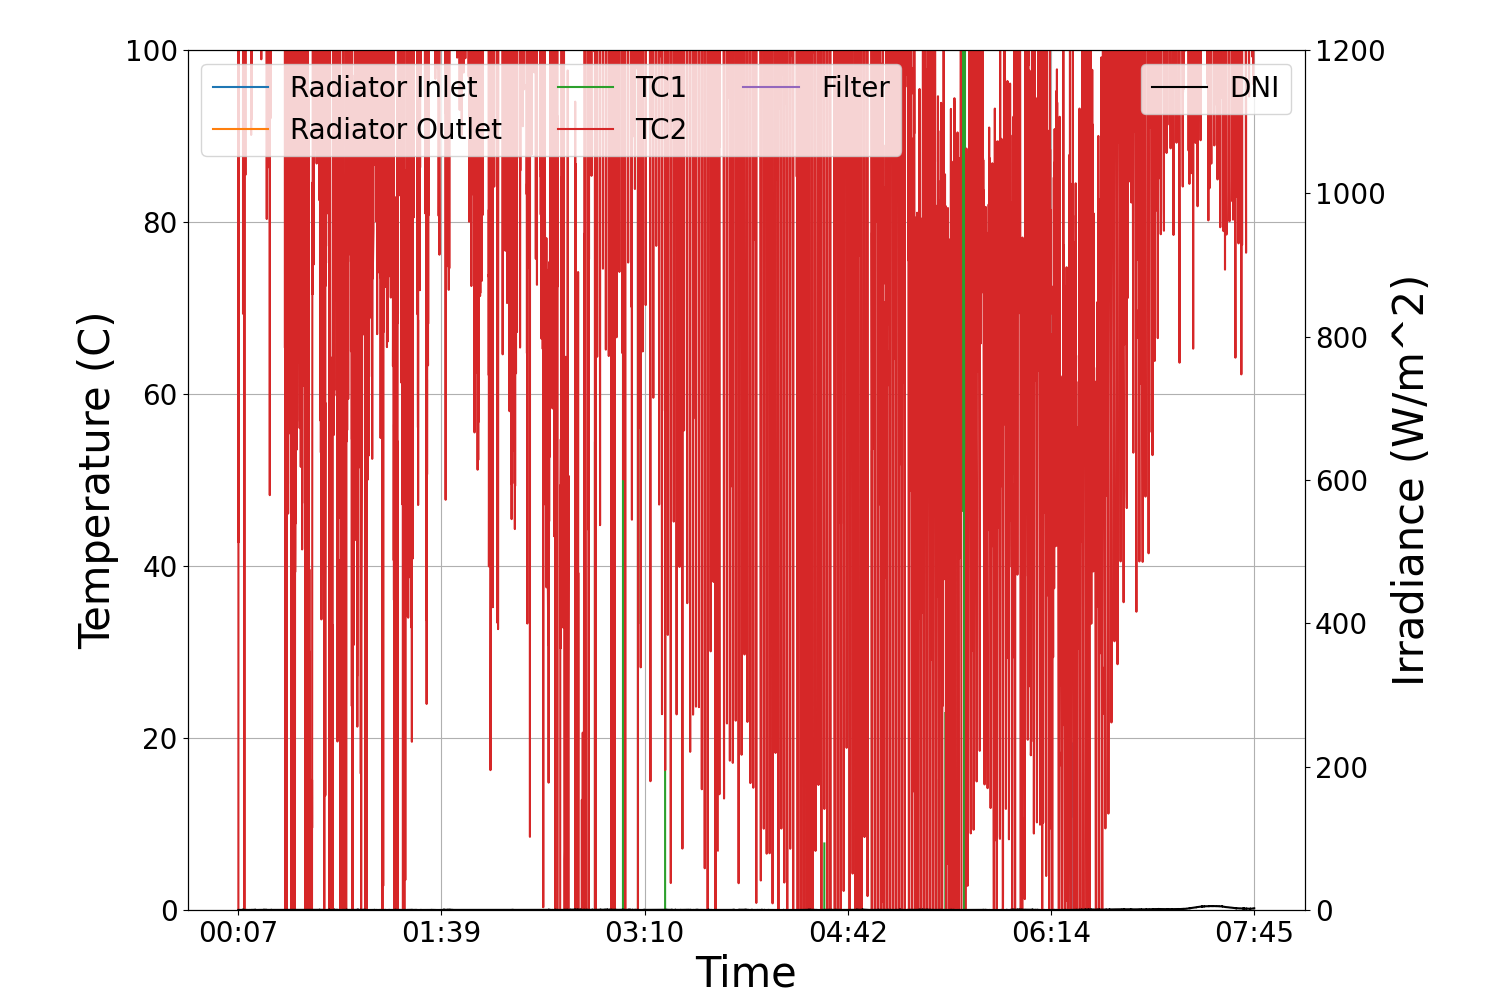 100
80
60
40
20
0
Temperature (C)
Radiator Inlet
Radiator Outlet
TC1
TC2
Filter
DNI
1200
1000
800
600
400
200
0
Irradiance (W/m^2)
00:07
01:39
03:10
04:42
06:14
07:45
Time